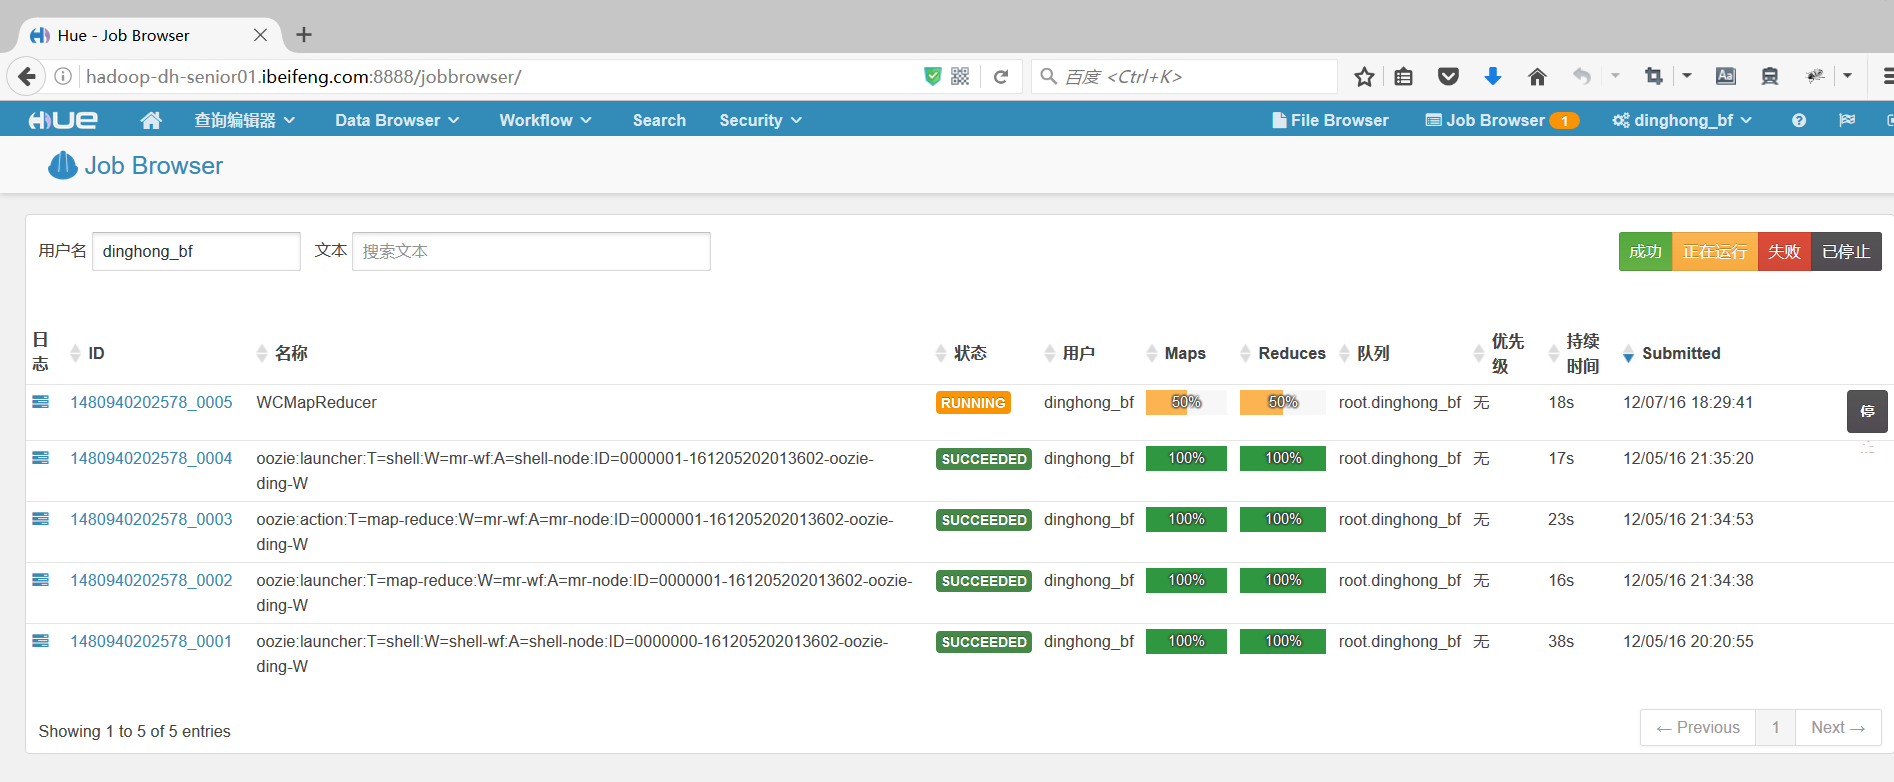 Hue - Job Browser
hadoop-dh-senior01.ibeifeng.com:8888/jobbrowser/
百度 <Ctrl+K>
Aa
HUE 查询编辑器 Data Browser Workflow Search Security File Browser Job Browser 1 dinghong_bf
Job Browser
用户名 dinghong_bf 文本 搜索文本 成功 正在运行 失败 已停止
日志 ID 名称 状态 用户 Maps Reduces 队列 优先级 持续时间 Submitted
1480940202578_0005 WCMapReducer RUNNING dinghong_bf 50% 50% root.dinghong_bf 无 18s 12/07/16 18:29:41 停
1480940202578_0004 oozie:launcher:T=shell:W=mr-wf:A=shell-node:ID=0000001-161205202013602-oozie- SUCCEEDED dinghong_bf 100% 100% root.dinghong_bf 无 17s 12/05/16 21:35:20
ding-W
1480940202578_0003 oozie:action:T=map-reduce:W=mr-wf:A=mr-node:ID=0000001-161205202013602-oozie- SUCCEEDED dinghong_bf 100% 100% root.dinghong_bf 无 23s 12/05/16 21:34:53
ding-W
1480940202578_0002 oozie:launcher:T=map-reduce:W=mr-wf:A=mr-node:ID=0000001-161205202013602-oozie- SUCCEEDED dinghong_bf 100% 100% root.dinghong_bf 无 16s 12/05/16 21:34:38
ding-W
1480940202578_0001 oozie:launcher:T=shell:W=shell-wf:A=shell-node:ID=0000000-161205202013602-oozie- SUCCEEDED dinghong_bf 100% 100% root.dinghong_bf 无 38s 12/05/16 20:20:55
ding-W
Showing 1 to 5 of 5 entries ← Previous 1 Next →